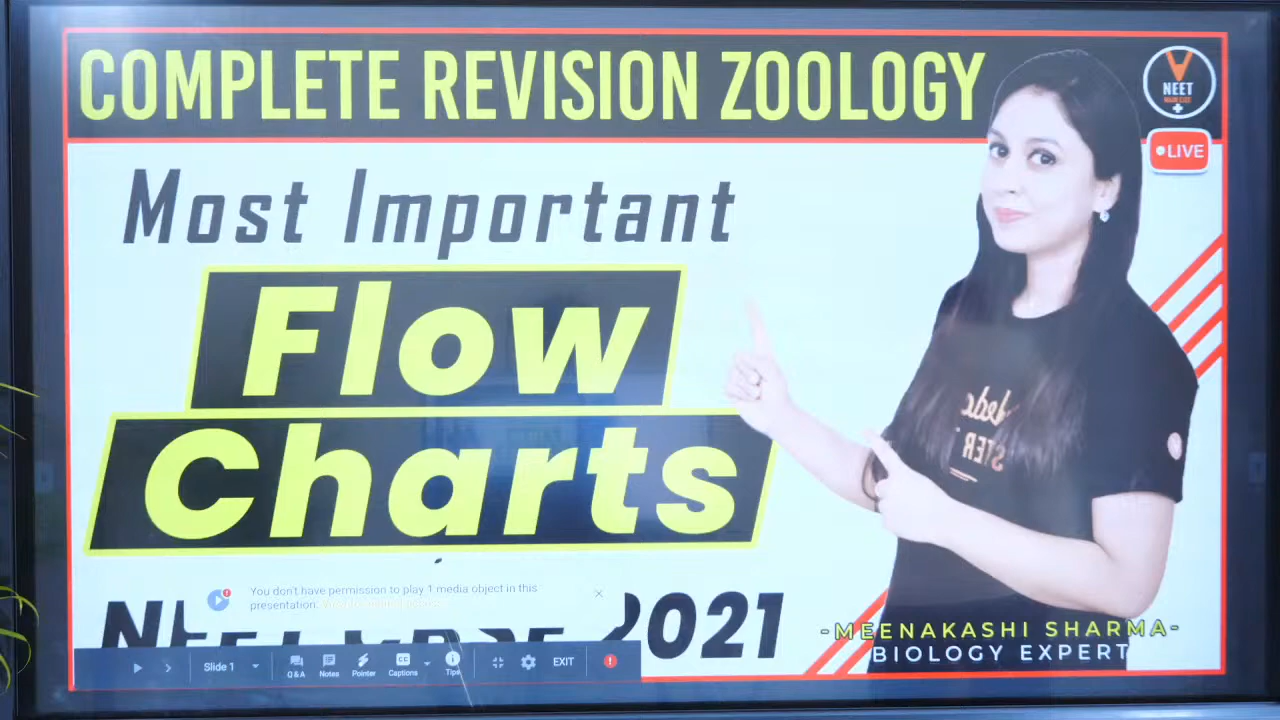 COMPLETE REVISION ZOOLOGY
NEET
LIVE
Most Important
Flow
Charts
You don't have permission to play 1 media object in this
presentation.
2021
-MEENAKASHI SHARMA-
BIOLOGY EXPERT
Slide 1
Q&A
Notes
Pointer
Captions
Tips
EXIT